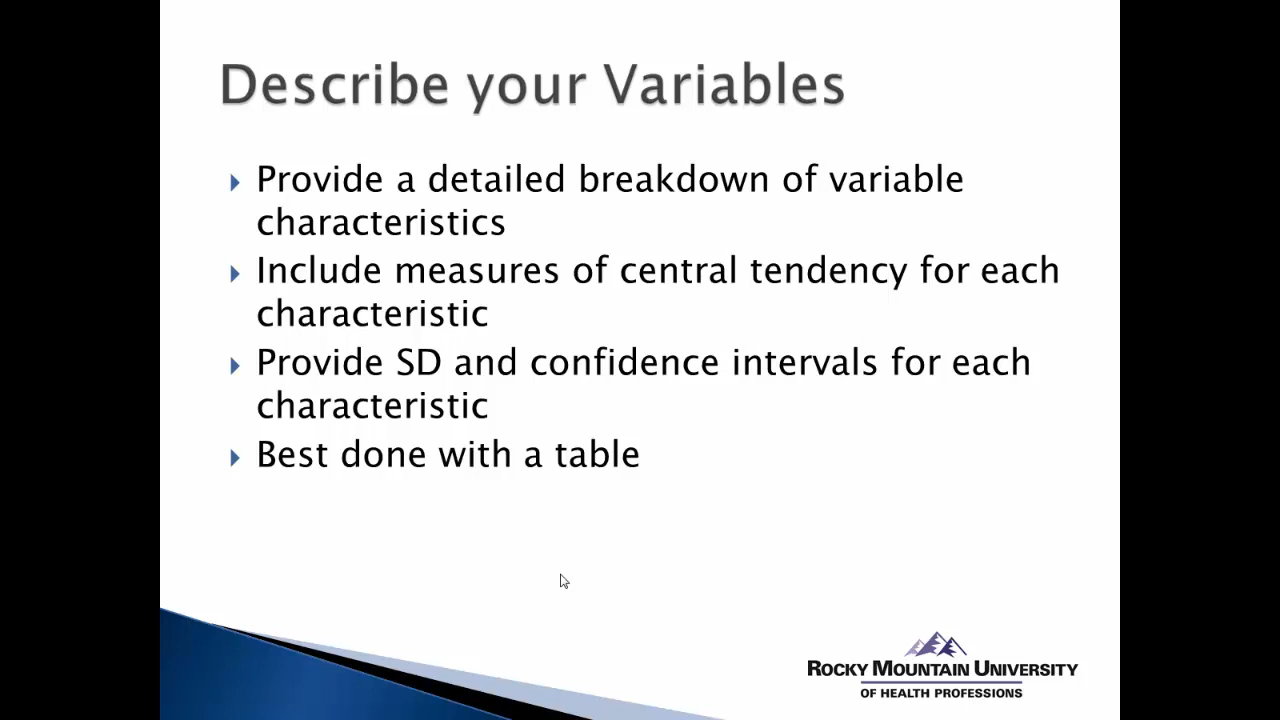 Describe your Variables
Provide a detailed breakdown of variable
characteristics
Include measures of central tendency for each
characteristic
Provide SD and confidence intervals for each
characteristic
Best done with a table
ROCKY MOUNTAIN UNIVERSITY
OF HEALTH PROFESSIONS